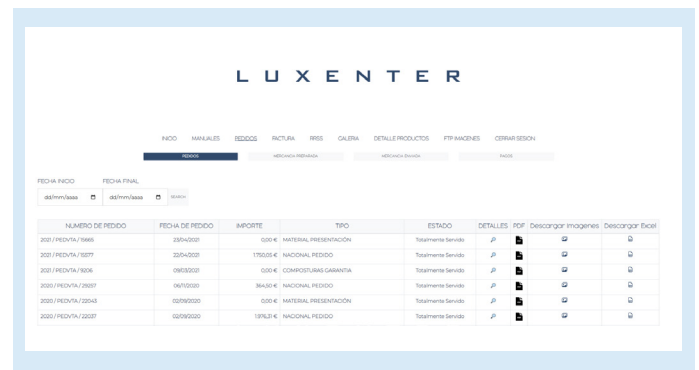 LUXENTER
INICIO MANUALES PEDIDOS FACTURA RRSS GALERIA DETALLE PRODUCTOS FTP IMAGENES CERRAR SESION
PEDIDOS MERCANCIA PREPARADA MERCANCIA ENVIADA PAGOS
FECHA INICIO FECHA FINAL
dd/mm/aaaa dd/mm/aaaa SEARCH
NUMERO DE PEDIDO FECHA DE PEDIDO IMPORTE TIPO ESTADO DETALLES PDF Descargar Imagenes Descargar Excel
2021 / PEDVTA / 15665 23/04/2021 0,00 € MATERIAL PRESENTACIÓN Totalmente Servido
2021 / PEDVTA / 15377 22/04/2021 1.750,03 € NACIONAL PEDIDO Totalmente Servido
2021 / PEDVTA / 9206 09/03/2021 0,00 € COMPOSTURAS GARANTIA Totalmente Servido
2020 / PEDVTA / 29257 06/11/2020 364,50 € NACIONAL PEDIDO Totalmente Servido
2020 / PEDVTA / 22043 02/09/2020 0,00 € MATERIAL PRESENTACIÓN Totalmente Servido
2020 / PEDVTA / 22037 02/09/2020 1.976,31 € NACIONAL PEDIDO Totalmente Servido